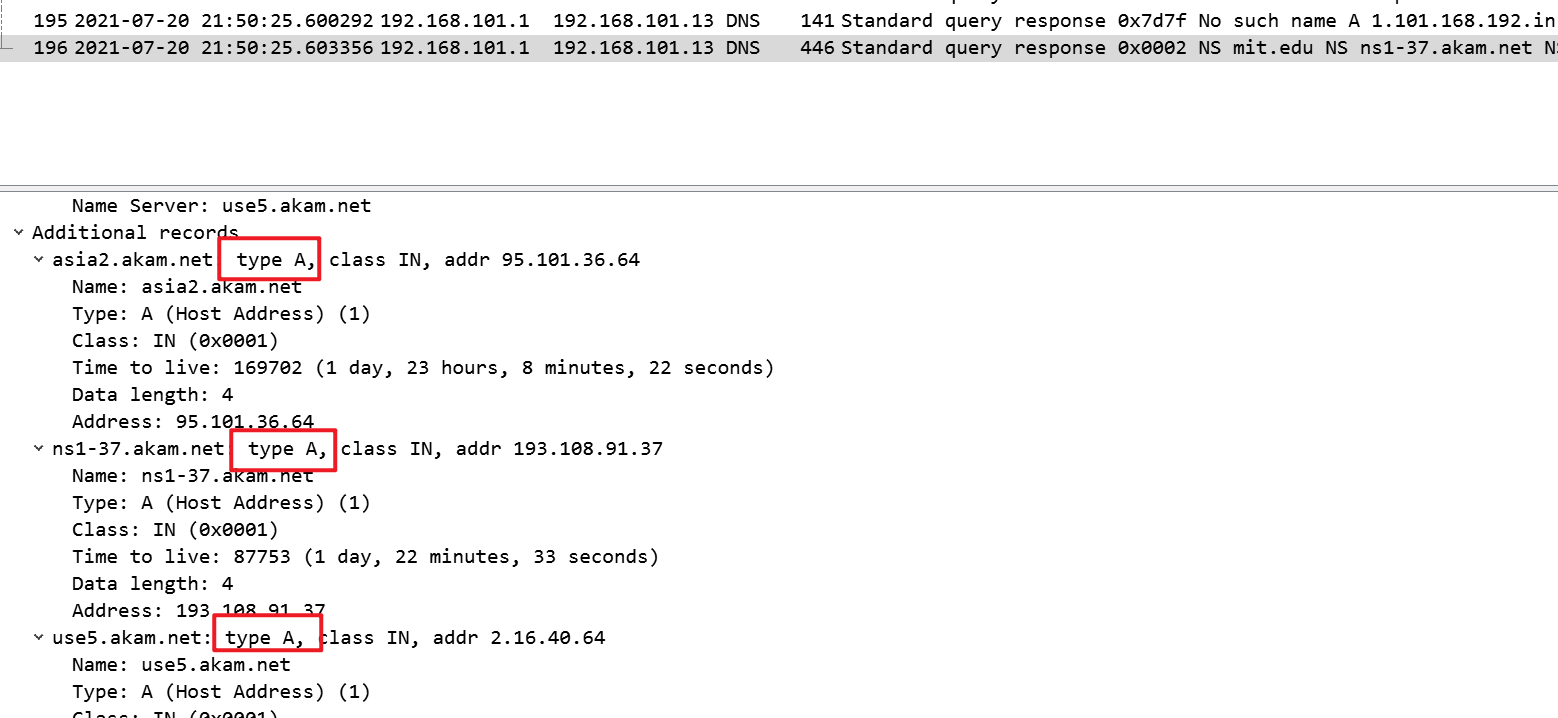 195 2021-07-20 21:50:25.600292 192.168.101.1 192.168.101.13 DNS 141 Standard query response 0x7d7f No such name A 1.101.168.192.in
196 2021-07-20 21:50:25.603356 192.168.101.1 192.168.101.13 DNS 446 Standard query response 0x0002 NS mit.edu NS ns1-37.akam.net NS
Name Server: use5.akam.net
Additional records
asia2.akam.net type A, class IN, addr 95.101.36.64
Name: asia2.akam.net
Type: A (Host Address) (1)
Class: IN (0x0001)
Time to live: 169702 (1 day, 23 hours, 8 minutes, 22 seconds)
Data length: 4
Address: 95.101.36.64
ns1-37.akam.net: type A, class IN, addr 193.108.91.37
Name: ns1-37.akam.net
Type: A (Host Address) (1)
Class: IN (0x0001)
Time to live: 87753 (1 day, 22 minutes, 33 seconds)
Data length: 4
Address: 193.108.91.37
use5.akam.net: type A, class IN, addr 2.16.40.64
Name: use5.akam.net
Type: A (Host Address) (1)
Class: IN (0x0001)